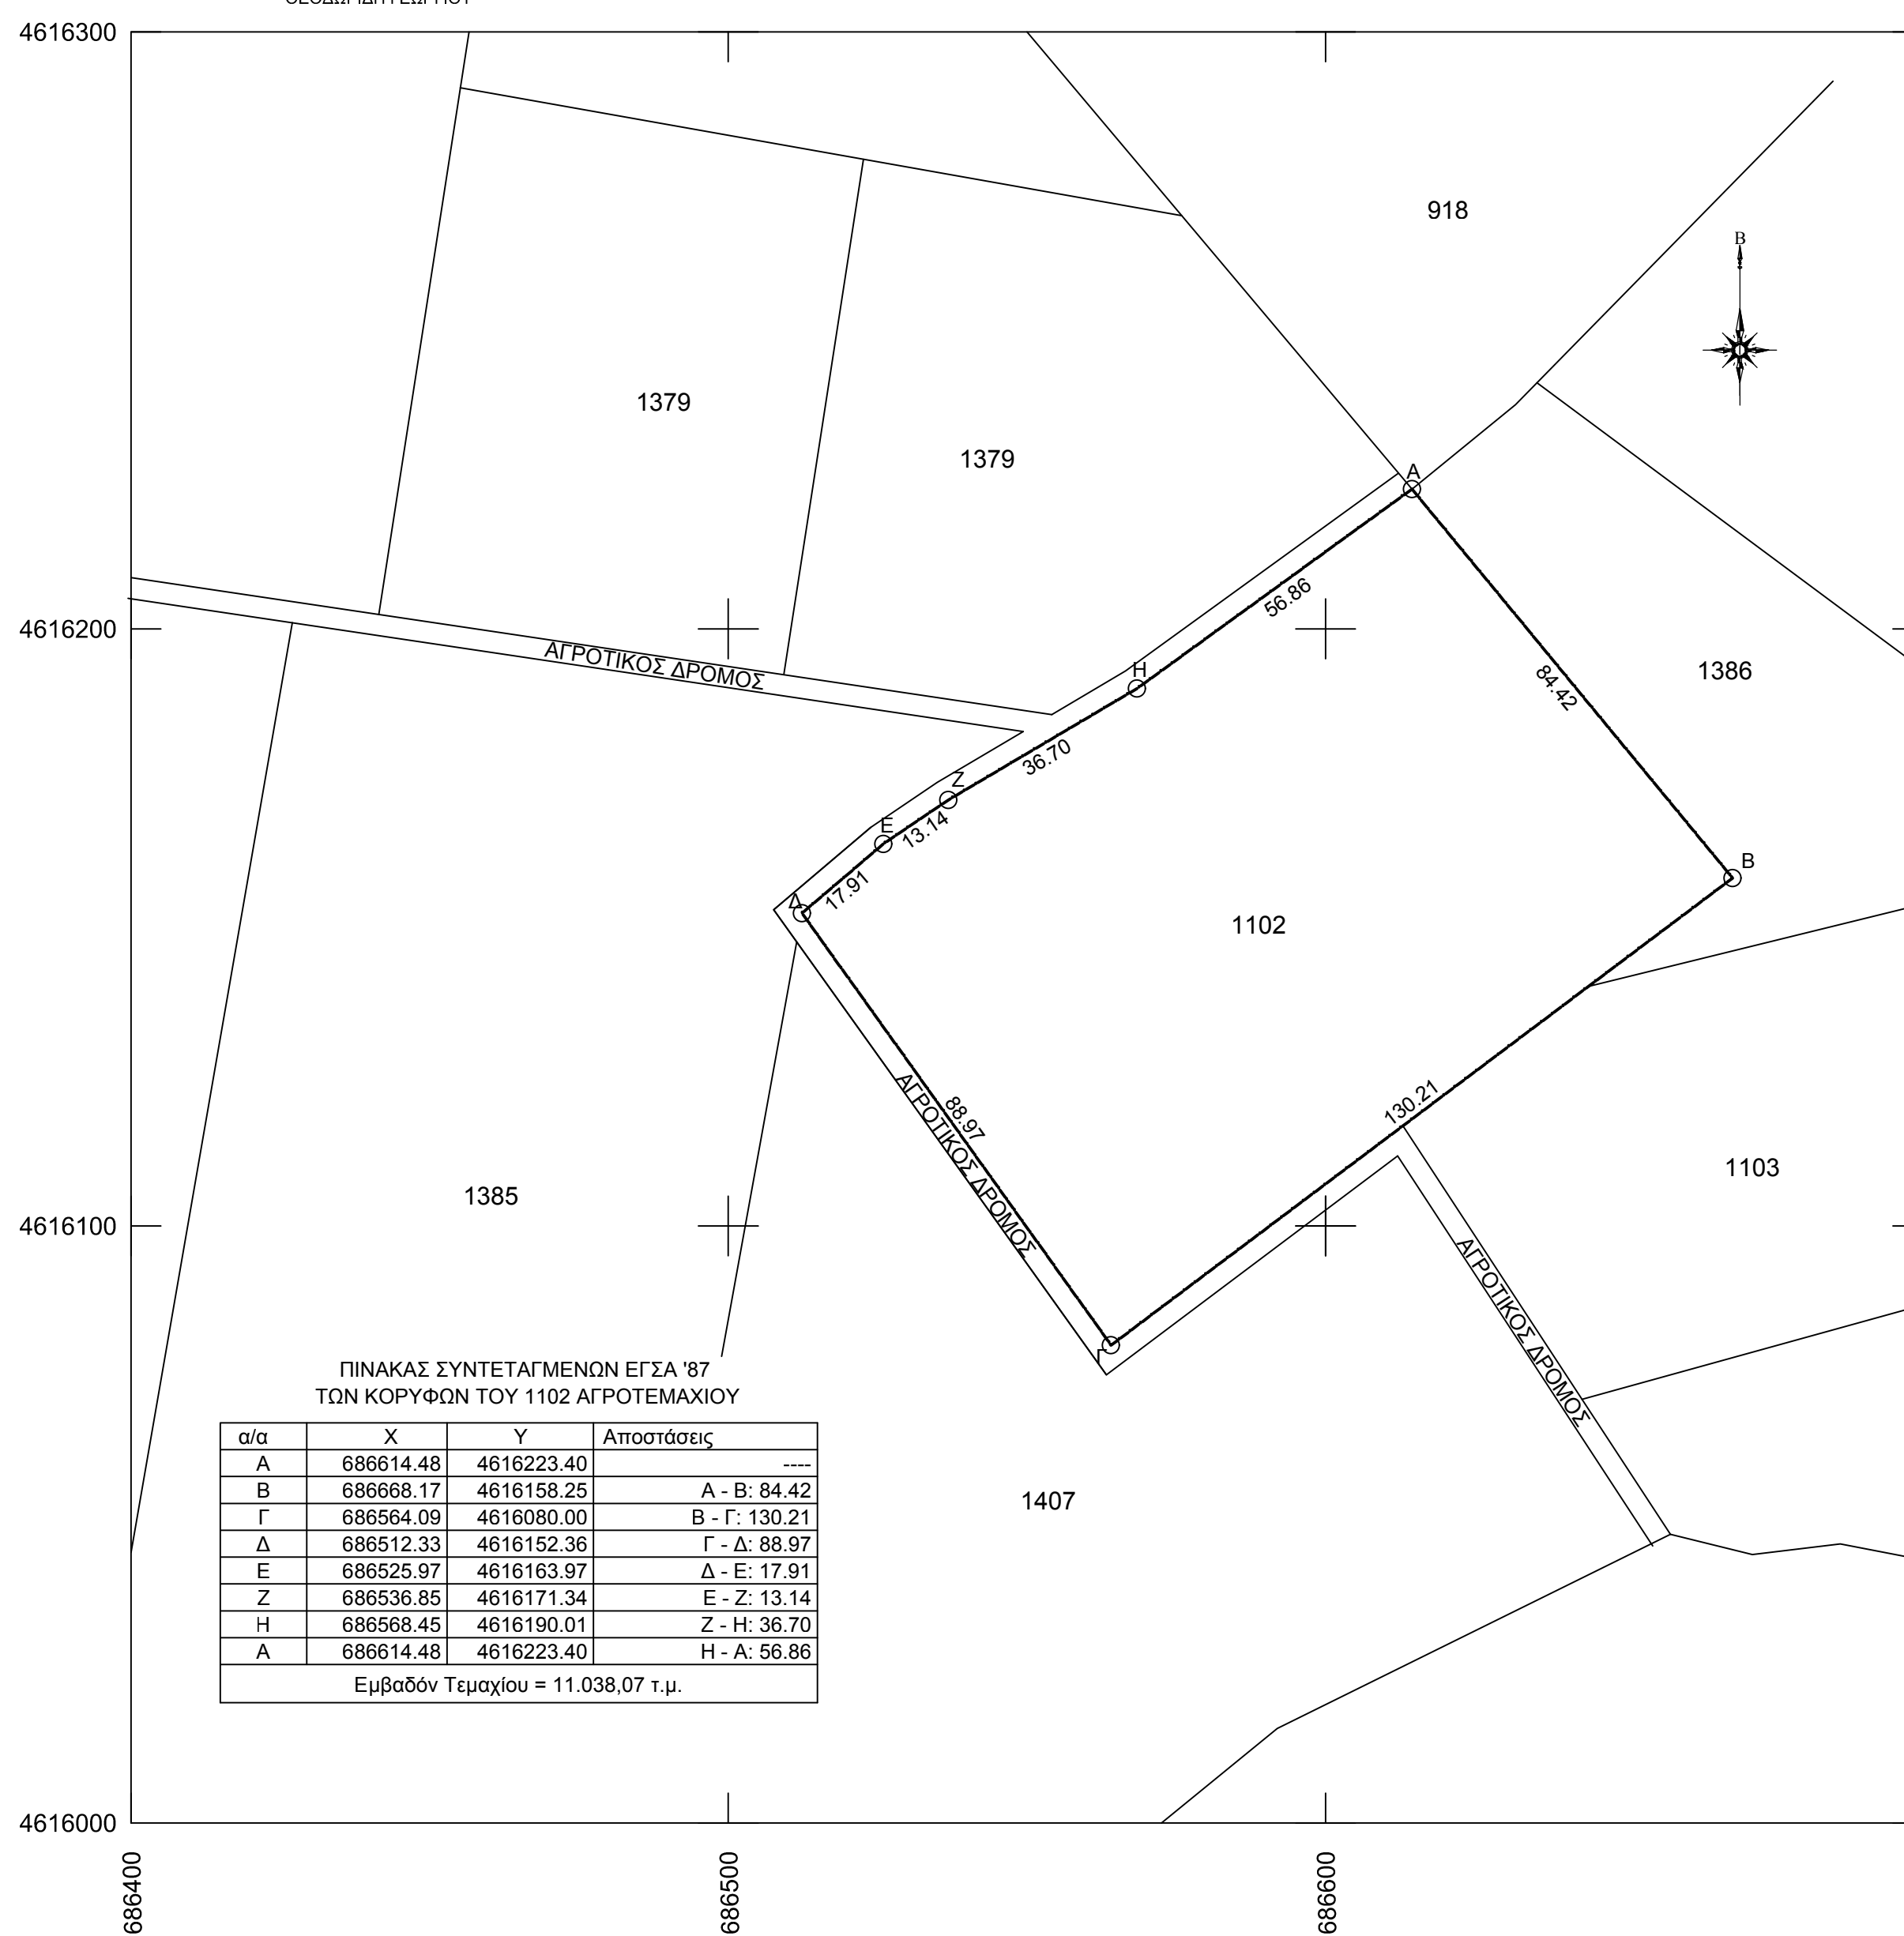 4616300
918
Β
1379
1379
Α
56.86
4616200
ΑΓΡΟΤΙΚΟΣ ΔΡΟΜΟΣ
Η
84.42
1386
36.70
Ζ
Ε
13.14
Β
17.91
Δ
1102
88.97
ΑΓΡΟΤΙΚΟΣ ΔΡΟΜΟΣ
130.21
1103
1385
4616100
ΑΓΡΟΤΙΚΟΣ ΔΡΟΜΟΣ
Γ
ΠΙΝΑΚΑΣ ΣΥΝΤΕΤΑΓΜΕΝΩΝ ΕΓΣΑ '87
ΤΩΝ ΚΟΡΥΦΩΝ ΤΟΥ 1102 ΑΓΡΟΤΕΜΑΧΙΟΥ
α/α Χ Υ Αποστάσεις
Α 686614.48 4616223.40 ----
Β 686668.17 4616158.25 Α - Β: 84.42
Γ 686564.09 4616080.00 Β - Γ: 130.21
Δ 686512.33 4616152.36 Γ - Δ: 88.97
Ε 686525.97 4616163.97 Δ - Ε: 17.91
Ζ 686536.85 4616171.34 Ε - Ζ: 13.14
Η 686568.45 4616190.01 Ζ - Η: 36.70
Α 686614.48 4616223.40 Η - Α: 56.86
Εμβαδόν Τεμαχίου = 11.038,07 τ.μ.
1407
4616000
686400
686500
686600